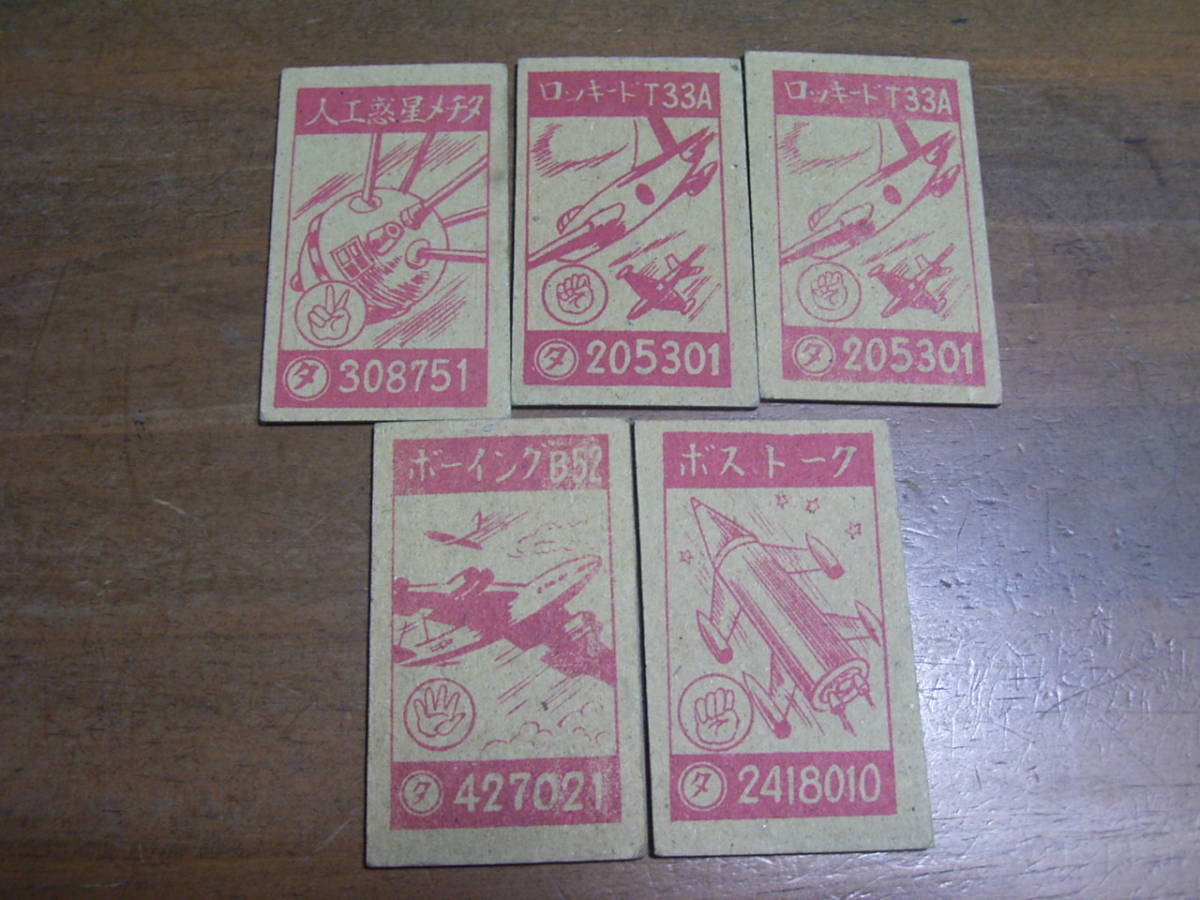 人工惑星メチタ
タ 308751
ロッキードT33A
タ 205301
ロッキードT33A
タ 205301
ボーイングB52
タ 427021
ボストーク
タ 2418010